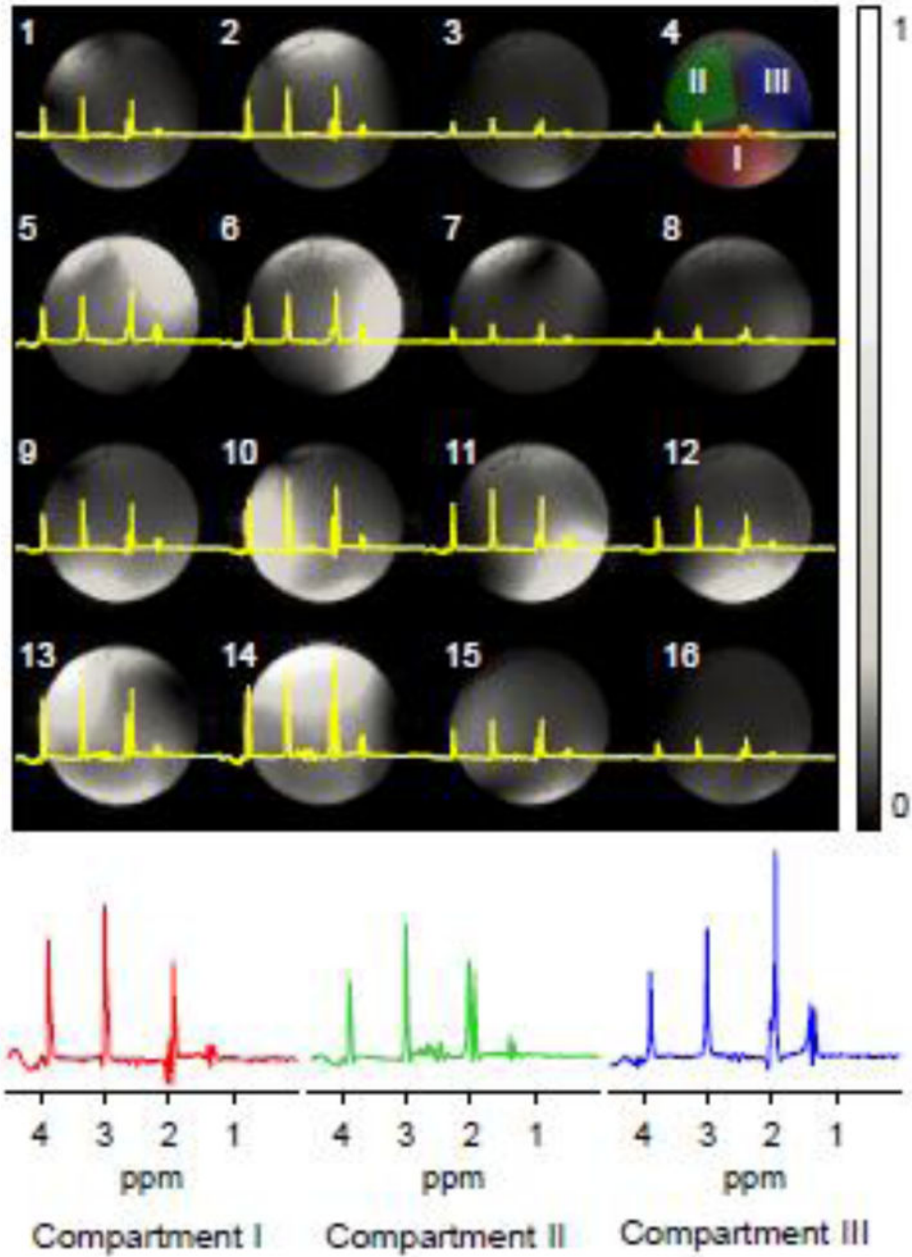 1 2 3 4 1
II III
I
5 6 7 8
9 10 11 12
13 14 15 16
0
4 3 2 1 4 3 2 1 4 3 2 1
ppm ppm ppm
Compartment I Compartment II Compartment III